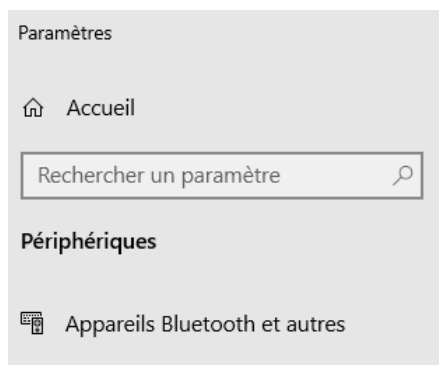 Paramètres
Accueil
Rechercher un paramètre
Périphériques
Appareils Bluetooth et autres